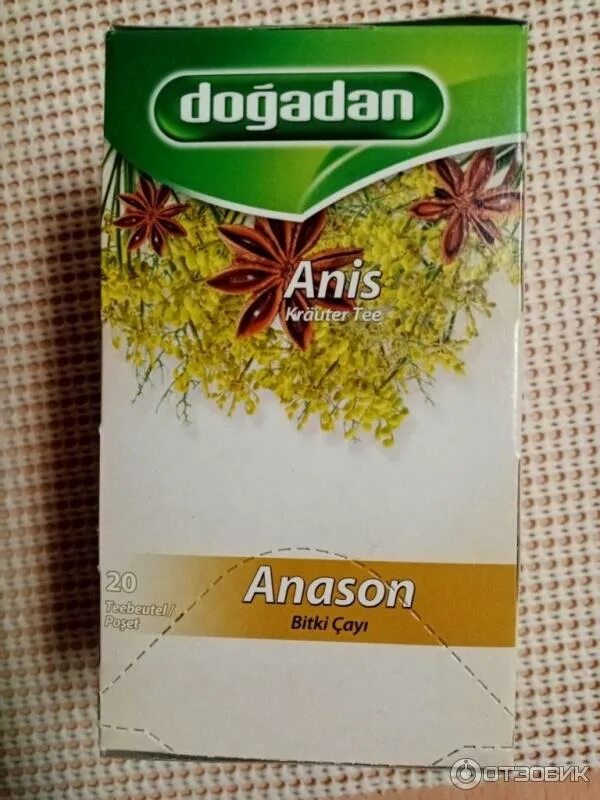 doğadan
Anis
Kräuter Tee
20
Teebeutel/
Poşet
Anason
Bitki Çayı
ОТЗОВИК